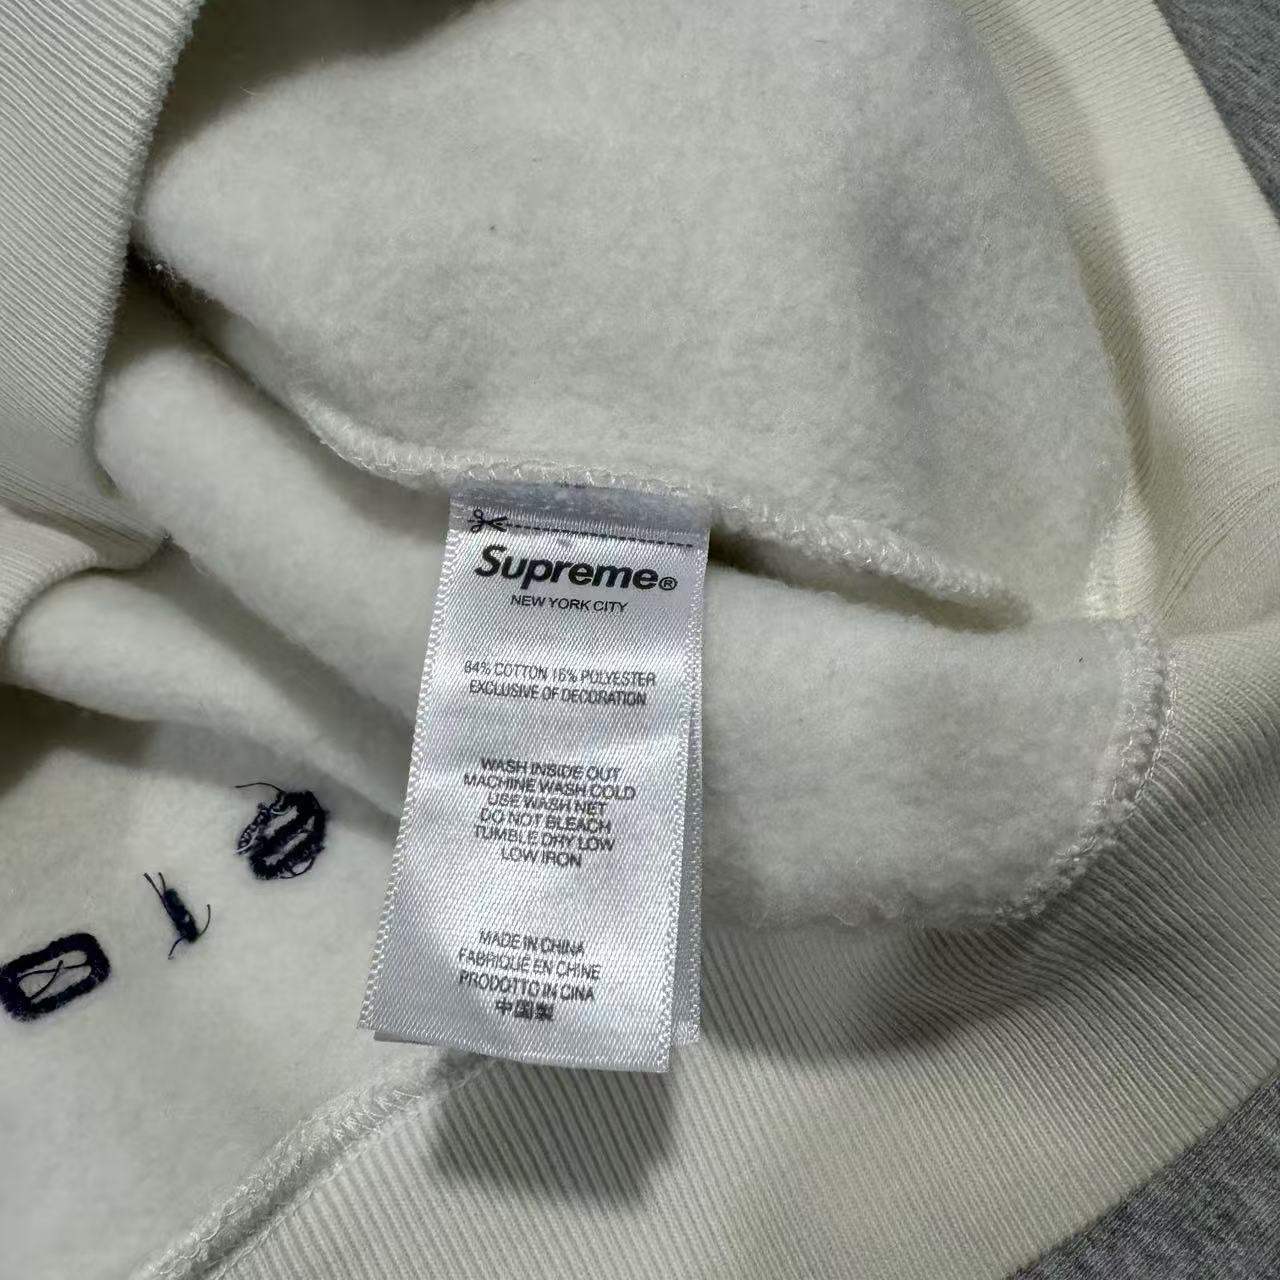 Supreme®
NEW YORK CITY
84% COTTON 16% POLYESTER
EXCLUSIVE OF DECORATION
WASH INSIDE OUT
MACHINE WASH COLD
USE WASH NET
DO NOT BLEACH
TUMBLE DRY LOW
LOW IRON
MADE IN CHINA
FABRIQUÉ EN CHINE
PRODOTTO IN CINA
中国製